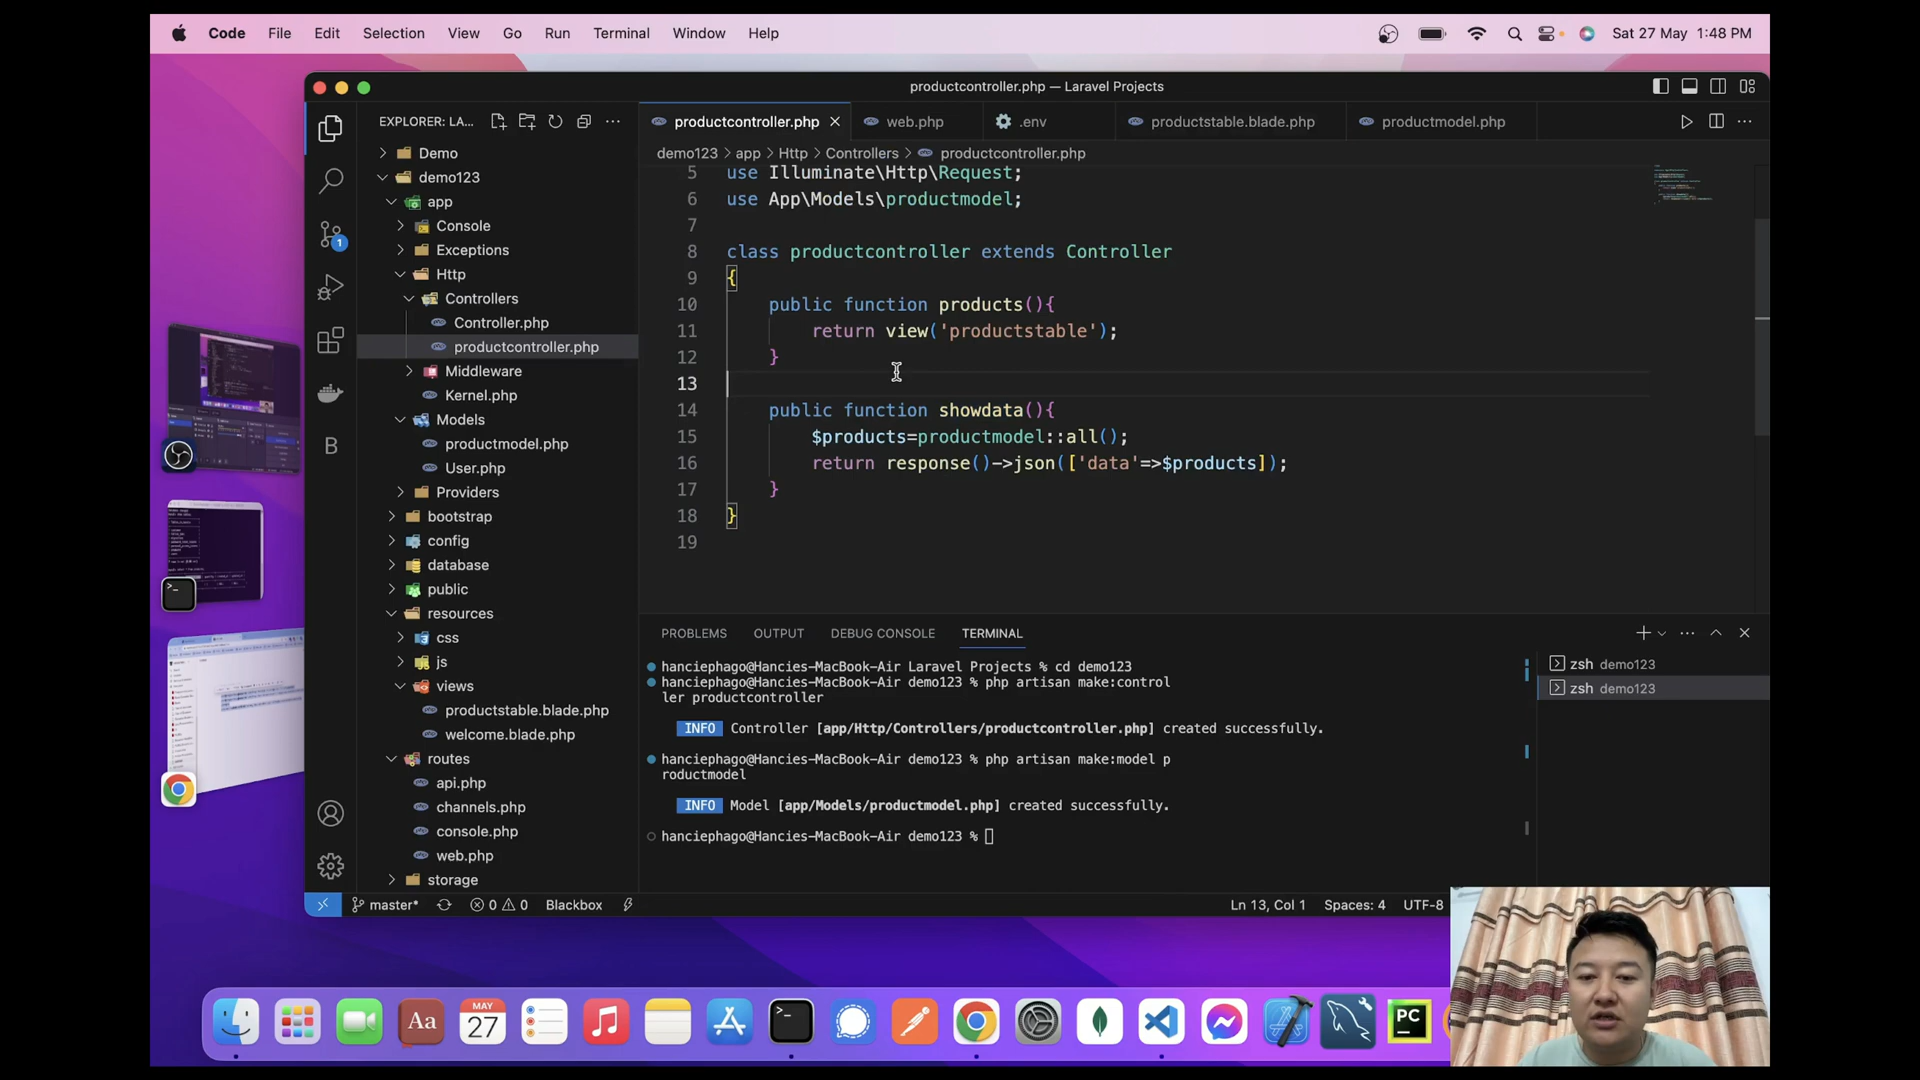 Code File Edit Selection View Go Run Terminal Window Help
Sat 27 May 1:48 PM
productcontroller.php — Laravel Projects
EXPLORER: LA...
productcontroller.php
web.php
.env
productstable.blade.php
productmodel.php
demo123 > app > Http > Controllers > productcontroller.php
Demo
demo123
app
Console
Exceptions
Http
Controllers
Controller.php
productcontroller.php
Middleware
Kernel.php
Models
productmodel.php
User.php
Providers
bootstrap
config
database
public
resources
css
js
views
productstable.blade.php
welcome.blade.php
routes
api.php
channels.php
console.php
web.php
storage
1
B
5 use Illuminate\Http\Request;
6 use App\Models\productmodel;
7
8 class productcontroller extends Controller
9 {
10 public function products(){
11 return view('productstable');
12 }
13
14 public function showdata(){
15 $products=productmodel::all();
16 return response()->json(['data'=>$products]);
17 }
18 }
19
PROBLEMS OUTPUT DEBUG CONSOLE TERMINAL
hanciephago@Hancies-MacBook-Air Laravel Projects % cd demo123
hanciephago@Hancies-MacBook-Air demo123 % php artisan make:control
ler productcontroller
INFO Controller [app/Http/Controllers/productcontroller.php] created successfully.
hanciephago@Hancies-MacBook-Air demo123 % php artisan make:model p
roductmodel
INFO Model [app/Models/productmodel.php] created successfully.
hanciephago@Hancies-MacBook-Air demo123 %
zsh demo123
zsh demo123
master* 0 0 Blackbox
Ln 13, Col 1 Spaces: 4 UTF-8
Aa
MAY
27
>_
PC